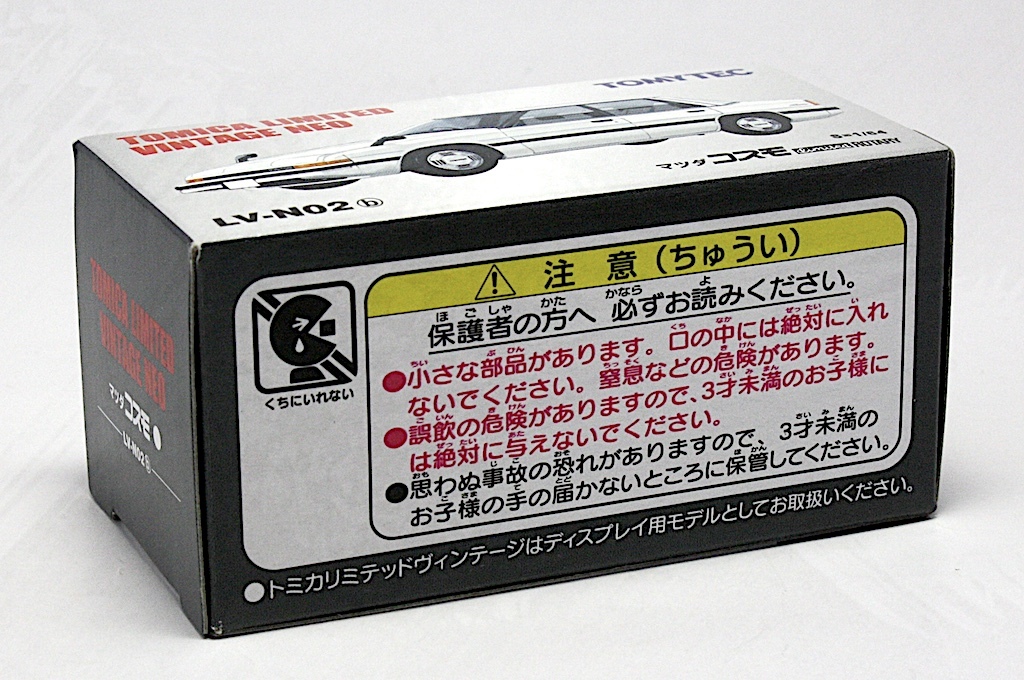 TOMICA LIMITED
VINTAGE NEO
TOMYTEC
S=1/64
マツダ コスモ Limited ROTARY
LV-N02 b
TOMICA LIMITED
VINTAGE NEO
マツダ コスモ
LV-N02 b
くちにいれない
注意(ちゅうい)
保護者の方へ 必ずお読みください。
●小さな部品があります。口の中には絶対に入れ
ないでください。窒息などの危険があります。
●誤飲の危険がありますので、3才未満のお子様に
は絶対に与えないでください。
●思わぬ事故の恐れがありますので、3才未満の
お子様の手の届かないところに保管してください。
●トミカリミテッドヴィンテージはディスプレイ用モデルとしてお取扱いください。